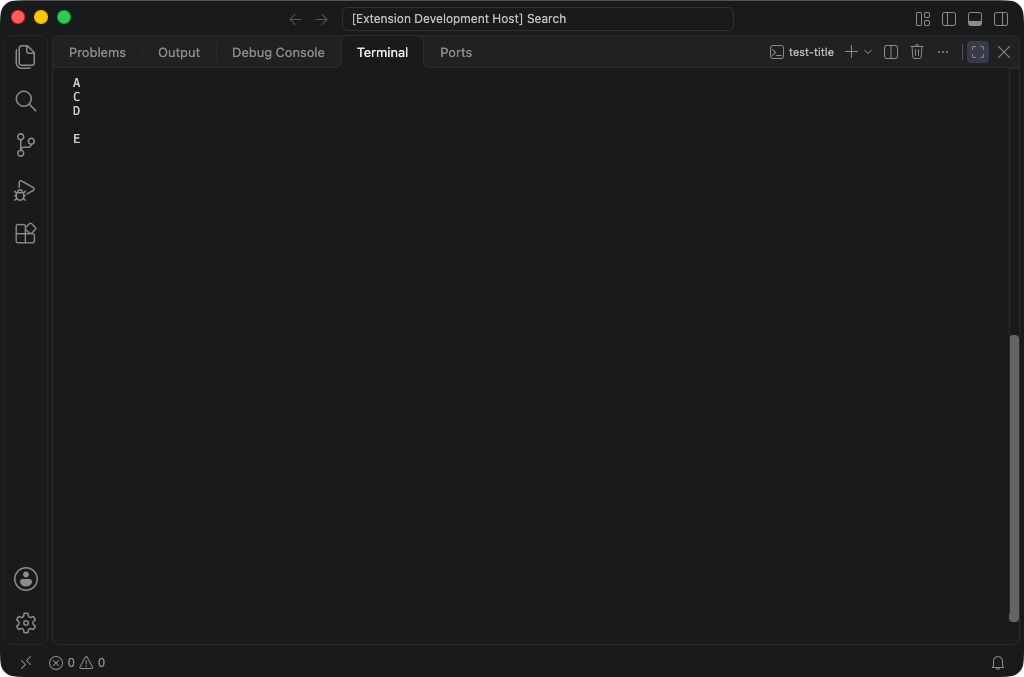 [Extension Development Host] Search
Problems Output Debug Console Terminal Ports test-title
A
C
D
E
0 0